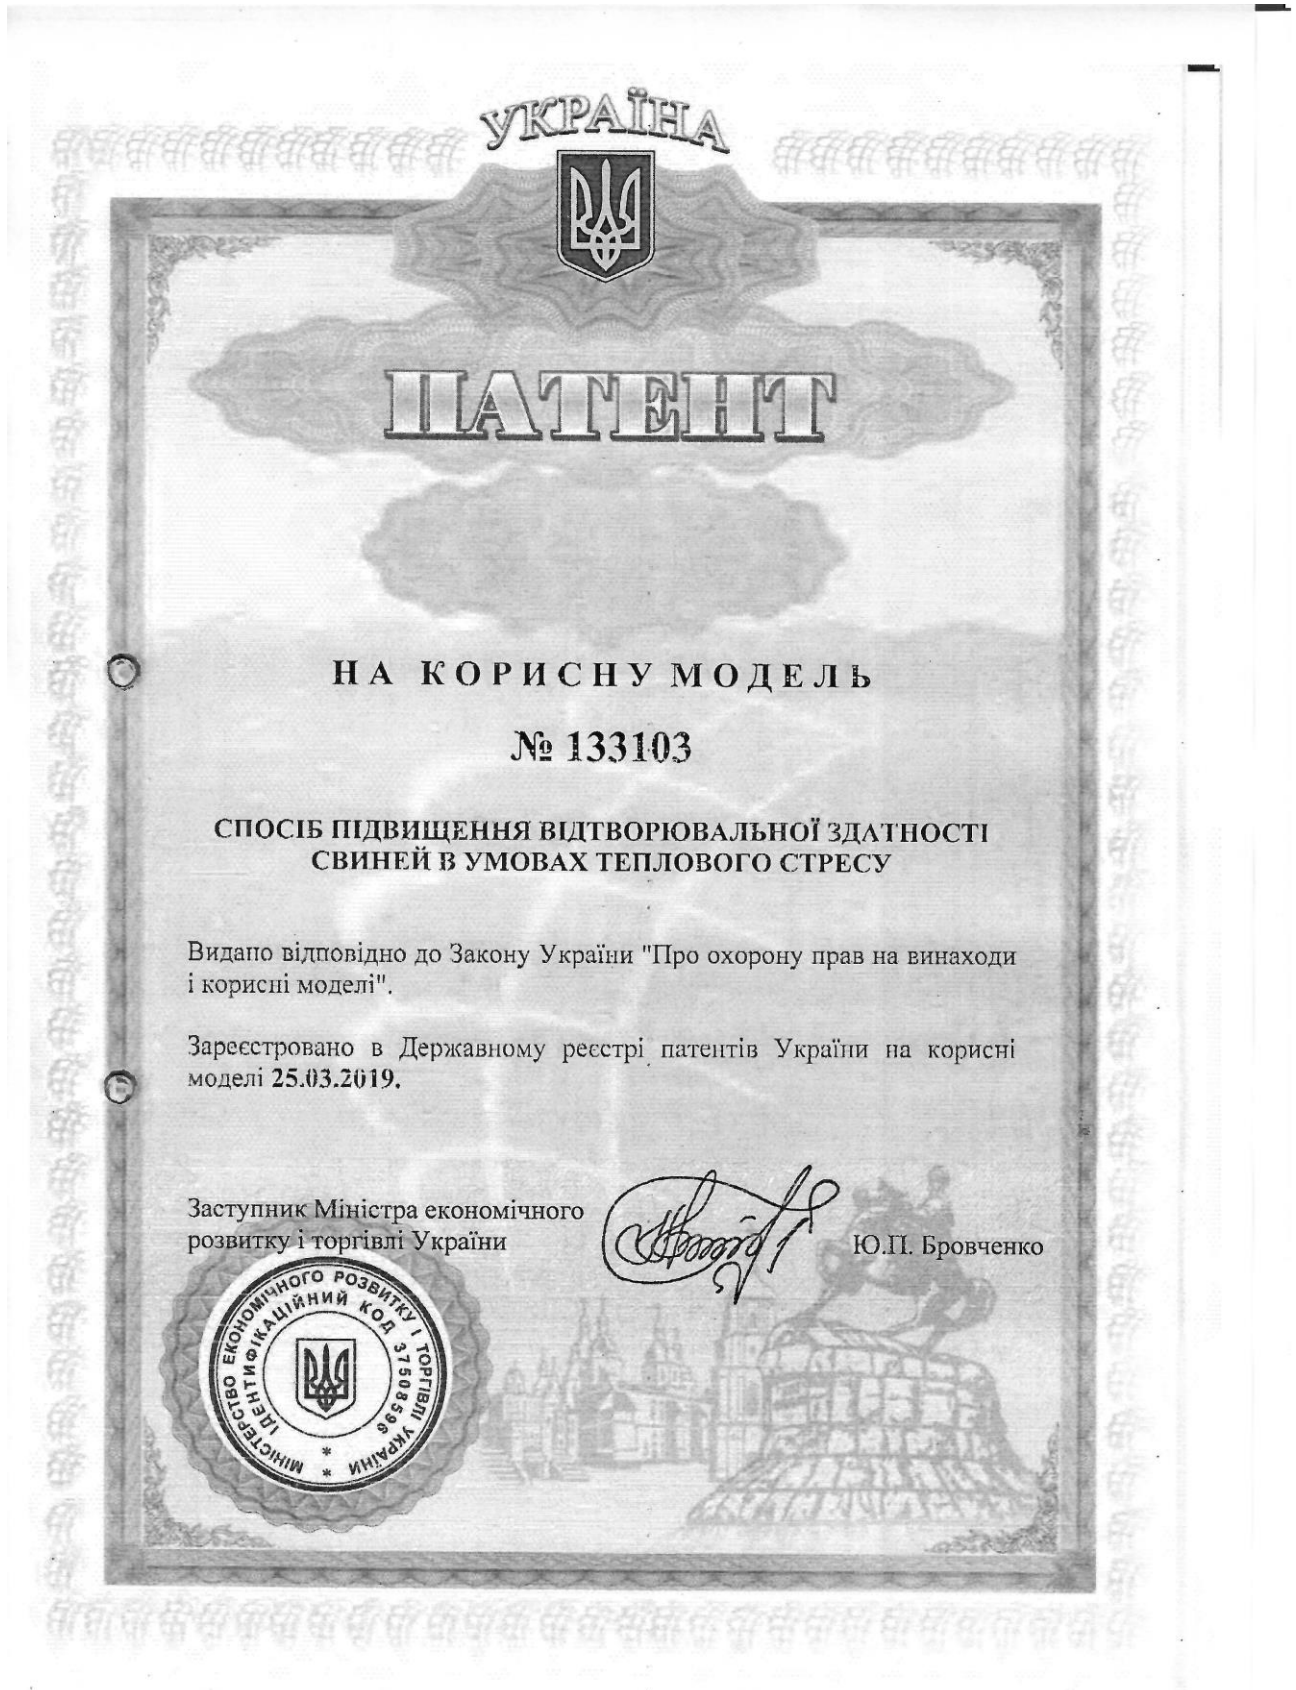 УКРАЇНА
ПАТЕНТ
НА КОРИСНУ МОДЕЛЬ
№ 133103
СПОСІБ ПІДВИЩЕННЯ ВІДТВОРЮВАЛЬНОЇ ЗДАТНОСТІ
СВИНЕЙ В УМОВАХ ТЕПЛОВОГО СТРЕСУ
Видано відповідно до Закону України "Про охорону прав на винаходи
і корисні моделі".
Зареєстровано в Державному реєстрі патентів України на корисні
моделі 25.03.2019.
Заступник Міністра економічного
розвитку і торгівлі України
Ю.П. Бровченко
МІНІСТЕРСТВО ЕКОНОМІЧНОГО РОЗВИТКУ І ТОРГІВЛІ УКРАЇНИ *
ІДЕНТИФІКАЦІЙНИЙ КОД 37508596 *